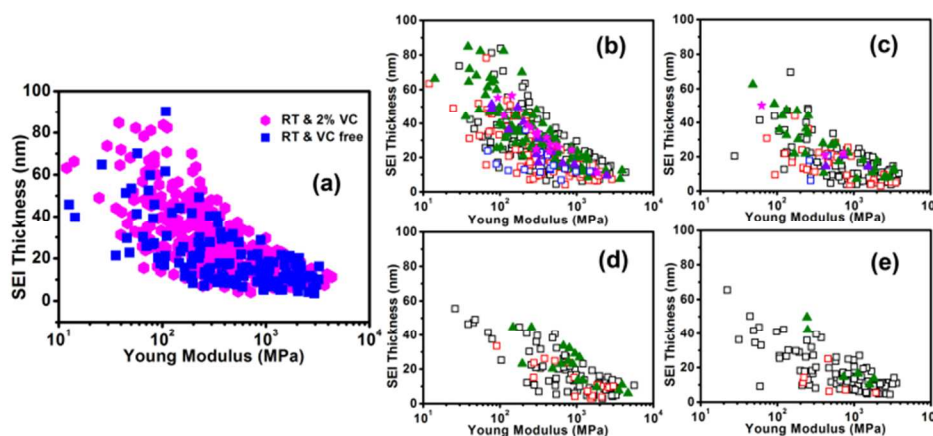 (a)
RT & 2% VC
RT & VC free
SEI Thickness (nm)
100
80
60
40
20
0
10¹ 10² 10³ 10⁴
Young Modulus (MPa)
(b)
SEI Thickness (nm)
100
80
60
40
20
0
10¹ 10² 10³ 10⁴
Young Modulus (MPa)
(c)
SEI Thickness (nm)
100
80
60
40
20
0
10¹ 10² 10³ 10⁴
Young Modulus (MPa)
(d)
SEI Thickness (nm)
100
80
60
40
20
0
10¹ 10² 10³ 10⁴
Young Modulus (MPa)
(e)
SEI Thickness (nm)
100
80
60
40
20
0
10¹ 10² 10³ 10⁴
Young Modulus (MPa)